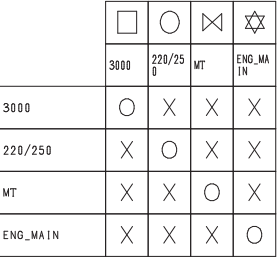 3000 220/25 MT ENG_MA
0 IN
3000 O X X X
220/250 X O X X
MT X X O X
ENG_MAIN X X X O